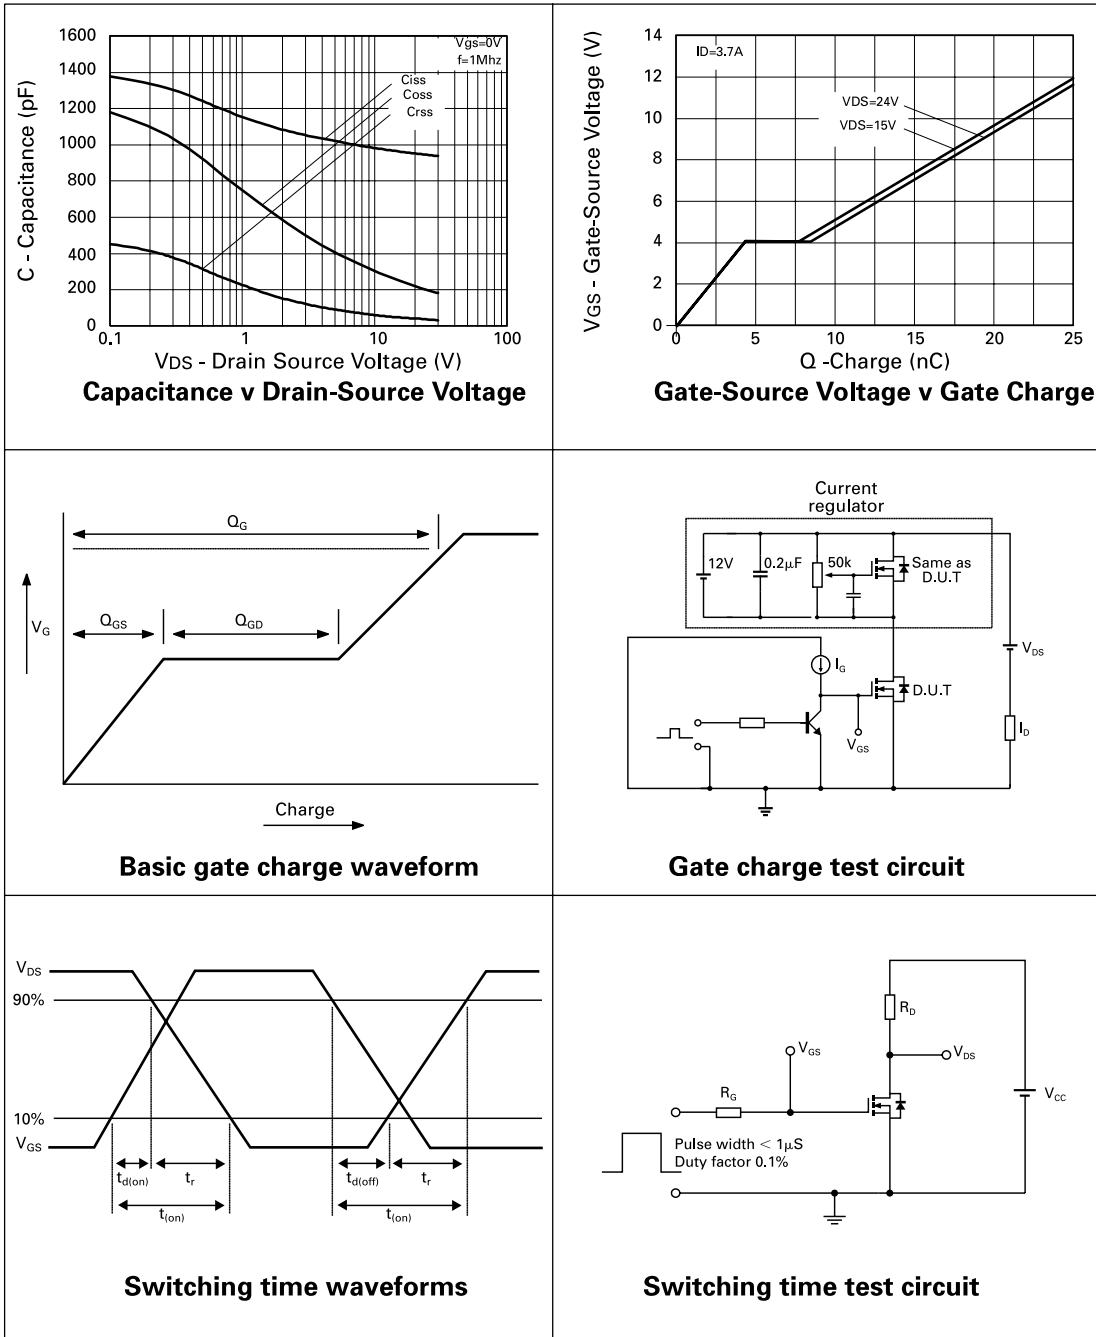 1600
1400
1200
1000
800
600
400
200
0
C - Capacitance (pF)
Vgs=0V
f=1Mhz
Ciss
Coss
Crss
0.1
1
10
100
VDS - Drain Source Voltage (V)
Capacitance v Drain-Source Voltage
14
12
10
8
6
4
2
0
VGS - Gate-Source Voltage (V)
ID=3.7A
VDS=24V
VDS=15V
0
5
10
15
20
25
Q -Charge (nC)
Gate-Source Voltage v Gate Charge
QG
QGS
QGD
VG
Charge
Basic gate charge waveform
Current
regulator
12V
0.2µF
50k
Same as
D.U.T
VDS
IG
D.U.T
VGS
ID
Gate charge test circuit
VDS
90%
10%
VGS
td(on)
tr
td(off)
tr
t(on)
t(on)
Switching time waveforms
RD
VGS
VDS
RG
VCC
Pulse width < 1µS
Duty factor 0.1%
Switching time test circuit